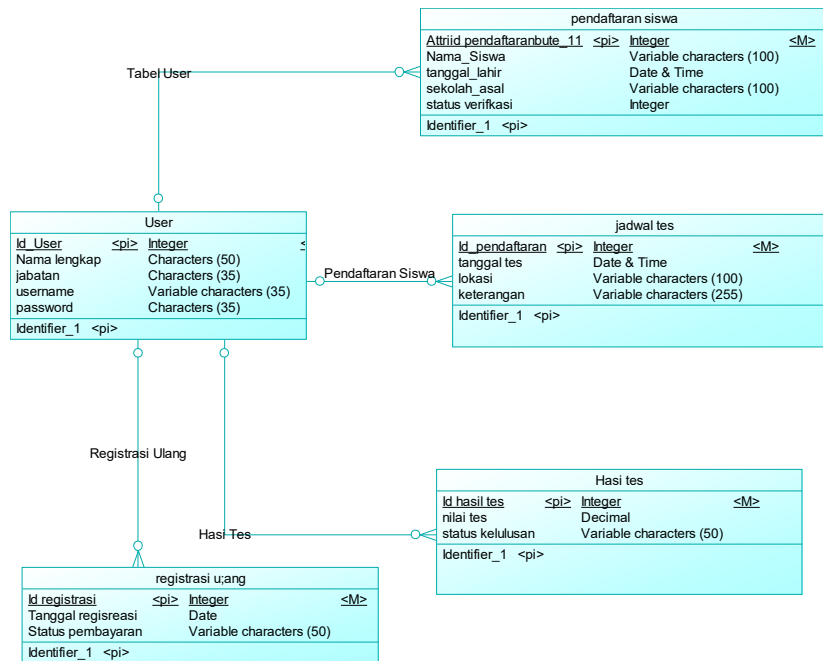 pendaftaran siswa
Attriid pendaftaranbute_11 <pi> Integer <M>
Nama_Siswa Variable characters (100)
tanggal_lahir Date & Time
sekolah_asal Variable characters (100)
status verifkasi Integer
Identifier_1 <pi>
Tabel User
User
Id_User <pi> Integer <
Nama lengkap Characters (50)
jabatan Characters (35)
username Variable characters (35)
password Characters (35)
Identifier_1 <pi>
Pendaftaran Siswa
jadwal tes
Id_pendaftaran <pi> Integer <M>
tanggal tes Date & Time
lokasi Variable characters (100)
keterangan Variable characters (255)
Identifier_1 <pi>
Registrasi Ulang
Hasi Tes
Hasi tes
Id hasil tes <pi> Integer <M>
nilai tes Decimal
status kelulusan Variable characters (50)
Identifier_1 <pi>
registrasi u;ang
Id registrasi <pi> Integer <M>
Tanggal regisreasi Date
Status pembayaran Variable characters (50)
Identifier_1 <pi>